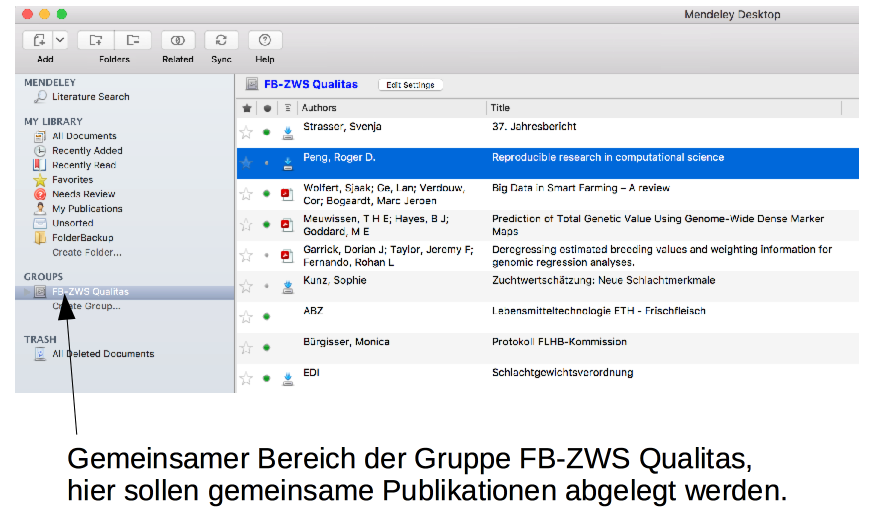 Mendeley Desktop
Add Folders Related Sync Help
MENDELEY
Literature Search
MY LIBRARY
All Documents
Recently Added
Recently Read
Favorites
Needs Review
My Publications
Unsorted
FolderBackup
Create Folder...
GROUPS
FB-ZWS Qualitas
Create Group...
TRASH
All Deleted Documents
FB-ZWS Qualitas Edit Settings
Authors Title
Strasser, Svenja 37. Jahresbericht
Peng, Roger D. Reproducible research in computational science
Wolfert, Sjaak; Ge, Lan; Verdouw, Big Data in Smart Farming – A review
Cor; Bogaardt, Marc Jeroen
Meuwissen, T H E; Hayes, B J; Prediction of Total Genetic Value Using Genome-Wide Dense Marker
Goddard, M E Maps
Garrick, Dorian J; Taylor, Jeremy F; Deregressing estimated breeding values and weighting information for
Fernando, Rohan L genomic regression analyses.
Kunz, Sophie Zuchtwertschätzung: Neue Schlachtmerkmale
ABZ Lebensmitteltechnologie ETH - Frischfleisch
Bürgisser, Monica Protokoll FLHB-Kommission
EDI Schlachtgewichtsverordnung
Gemeinsamer Bereich der Gruppe FB-ZWS Qualitas,
hier sollen gemeinsame Publikationen abgelegt werden.